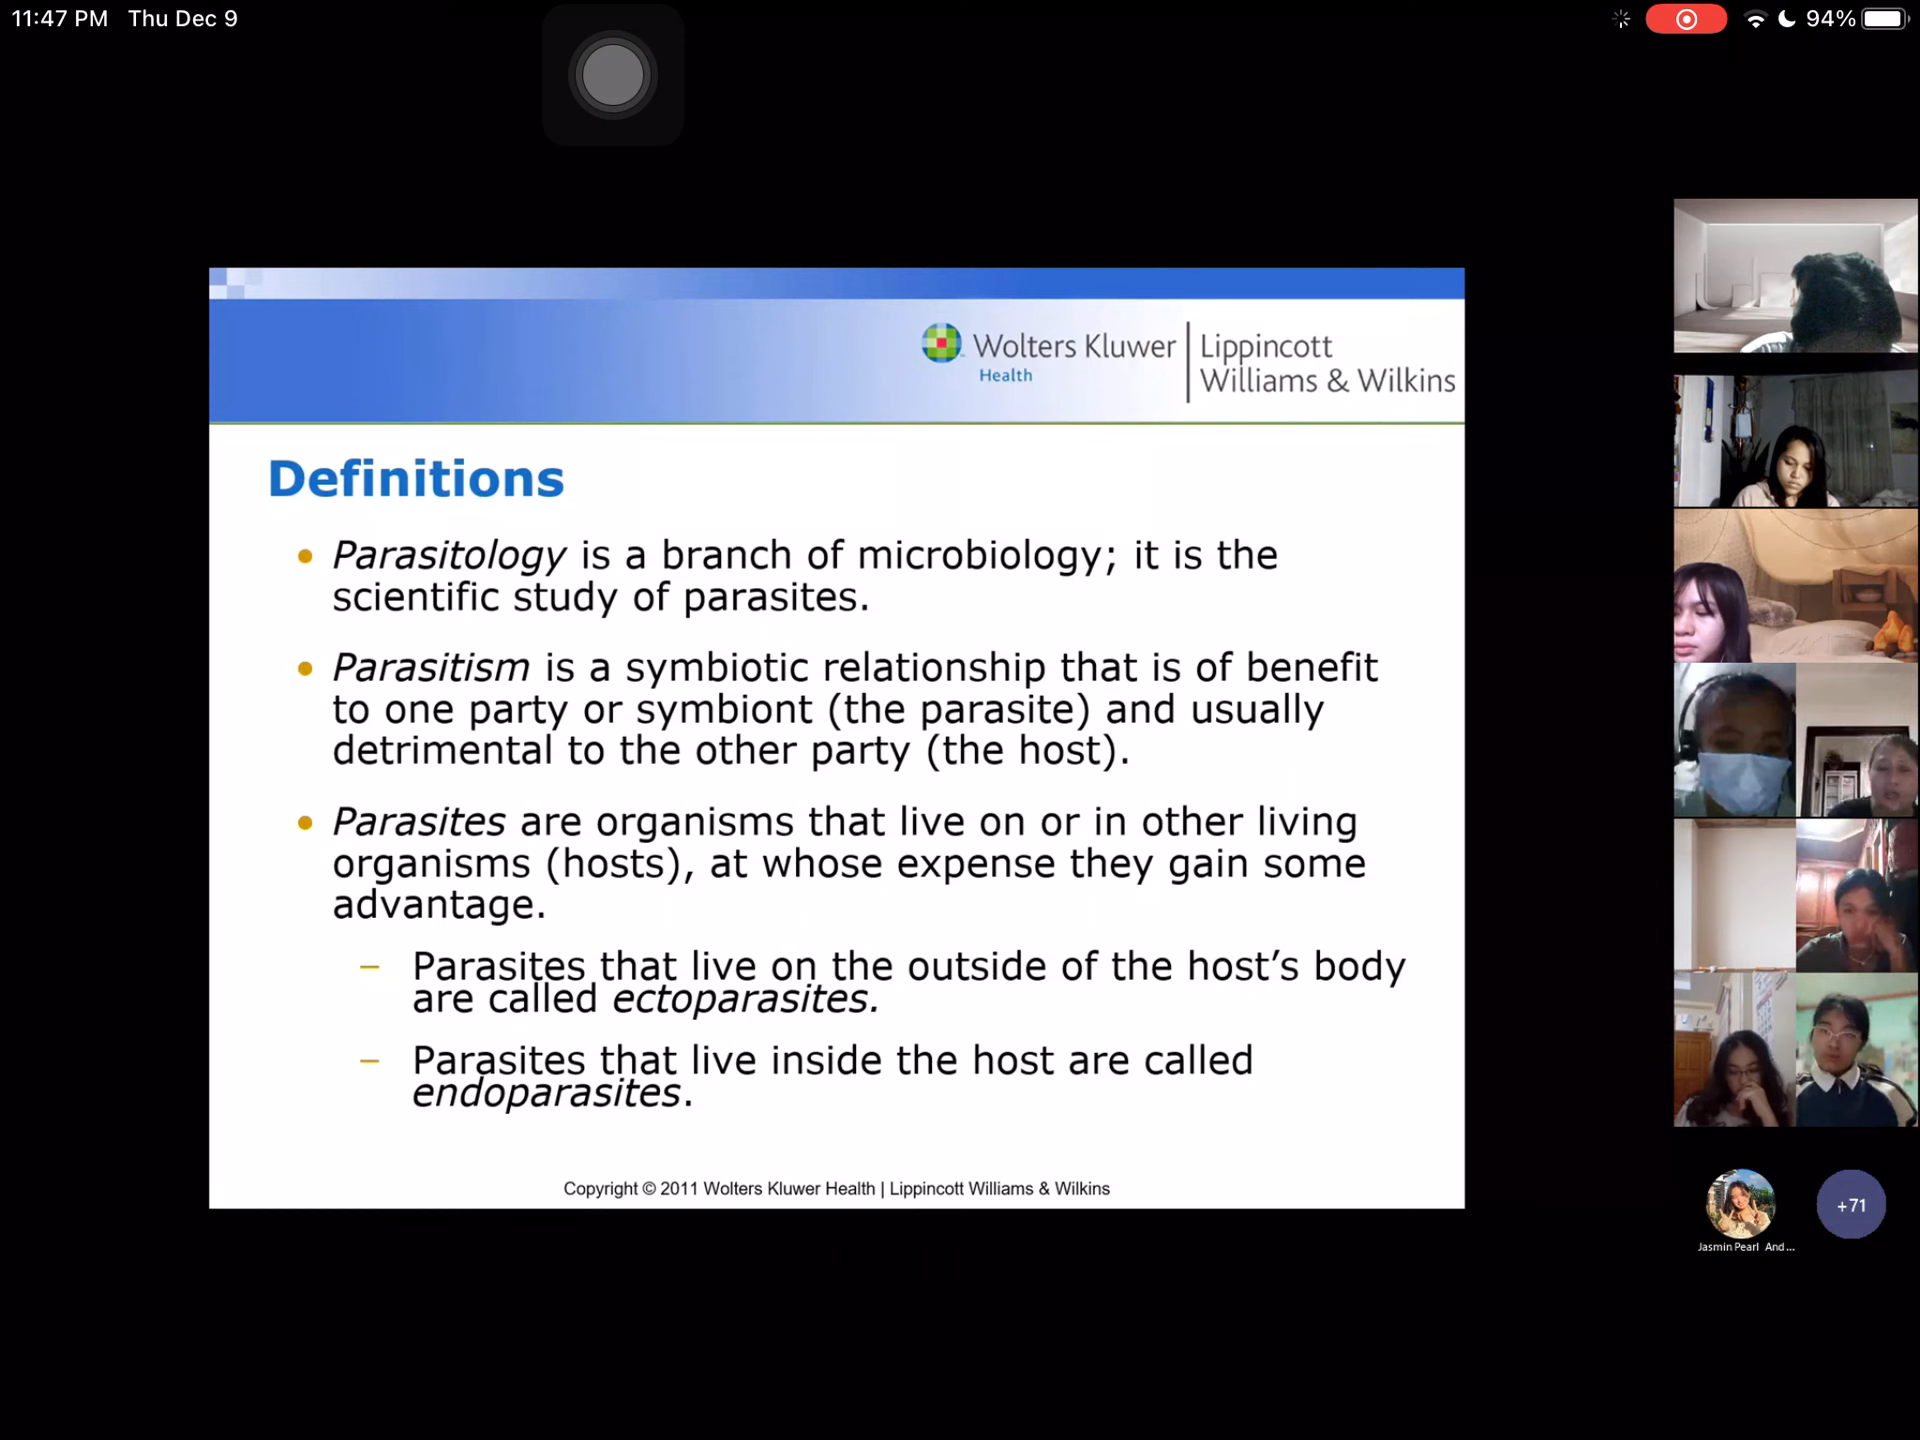 11:47 PM Thu Dec 9
94%
Wolters Kluwer
Health
Lippincott
Williams & Wilkins
Definitions
• Parasitology is a branch of microbiology; it is the
scientific study of parasites.
• Parasitism is a symbiotic relationship that is of benefit
to one party or symbiont (the parasite) and usually
detrimental to the other party (the host).
• Parasites are organisms that live on or in other living
organisms (hosts), at whose expense they gain some
advantage.
– Parasites that live on the outside of the host’s body
are called ectoparasites.
– Parasites that live inside the host are called
endoparasites.
Copyright © 2011 Wolters Kluwer Health | Lippincott Williams & Wilkins
+71
Jasmin Pearl And...